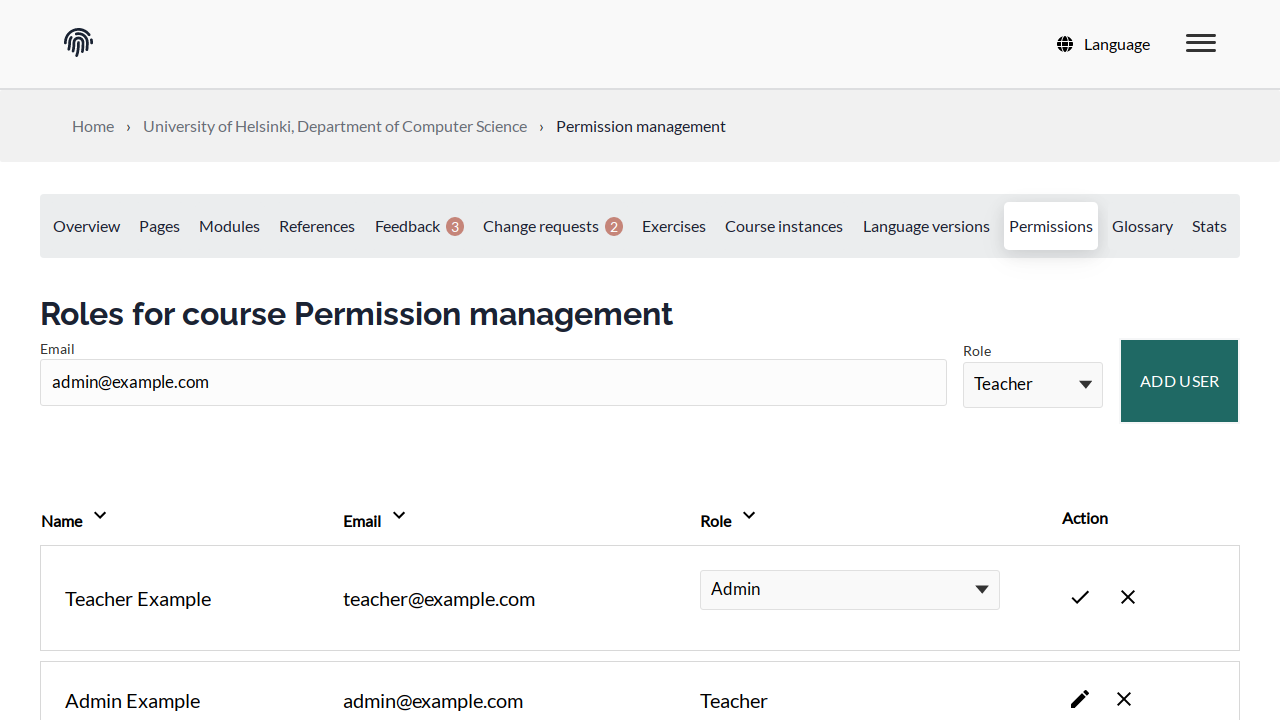 Language
Home › University of Helsinki, Department of Computer Science › Permission management
Overview Pages Modules References Feedback 3 Change requests 2 Exercises Course instances Language versions Permissions Glossary Stats
Roles for course Permission management
Email
Role
admin@example.com
Teacher
ADD USER
Name Email Role Action
Teacher Example teacher@example.com Admin
Admin Example admin@example.com Teacher